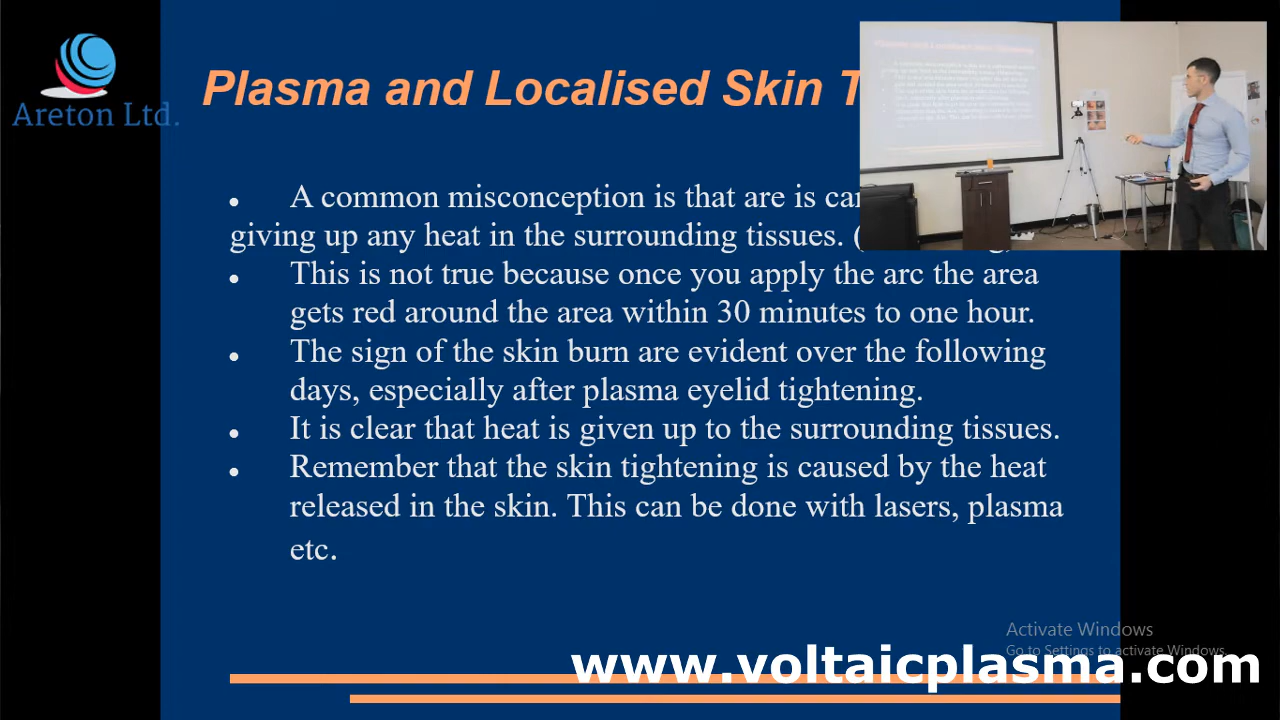 Areton Ltd.
Plasma and Localised Skin
A common misconception is that are is
giving up any heat in the surrounding tissues.
This is not true because once you apply the arc the area
gets red around the area within 30 minutes to one hour.
The sign of the skin burn are evident over the following
days, especially after plasma eyelid tightening.
It is clear that heat is given up to the surrounding tissues.
Remember that the skin tightening is caused by the heat
released in the skin. This can be done with lasers, plasma
etc.
Activate Windows
Go to Settings to activate Windows.
www.voltaicplasma.com